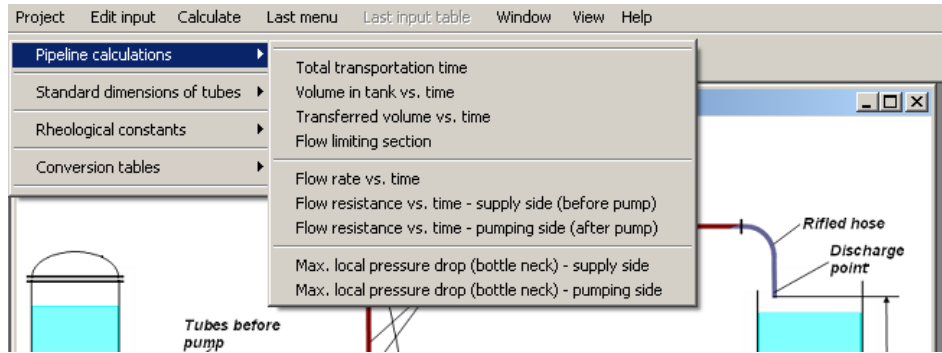 Project Edit input Calculate Last menu Last input table Window View Help
Pipeline calculations
Standard dimensions of tubes
Rheological constants
Conversion tables
Total transportation time
Volume in tank vs. time
Transferred volume vs. time
Flow limiting section
Flow rate vs. time
Flow resistance vs. time - supply side (before pump)
Flow resistance vs. time - pumping side (after pump)
Max. local pressure drop (bottle neck) - supply side
Max. local pressure drop (bottle neck) - pumping side
Rifled hose
Discharge
point
Tubes before
pump